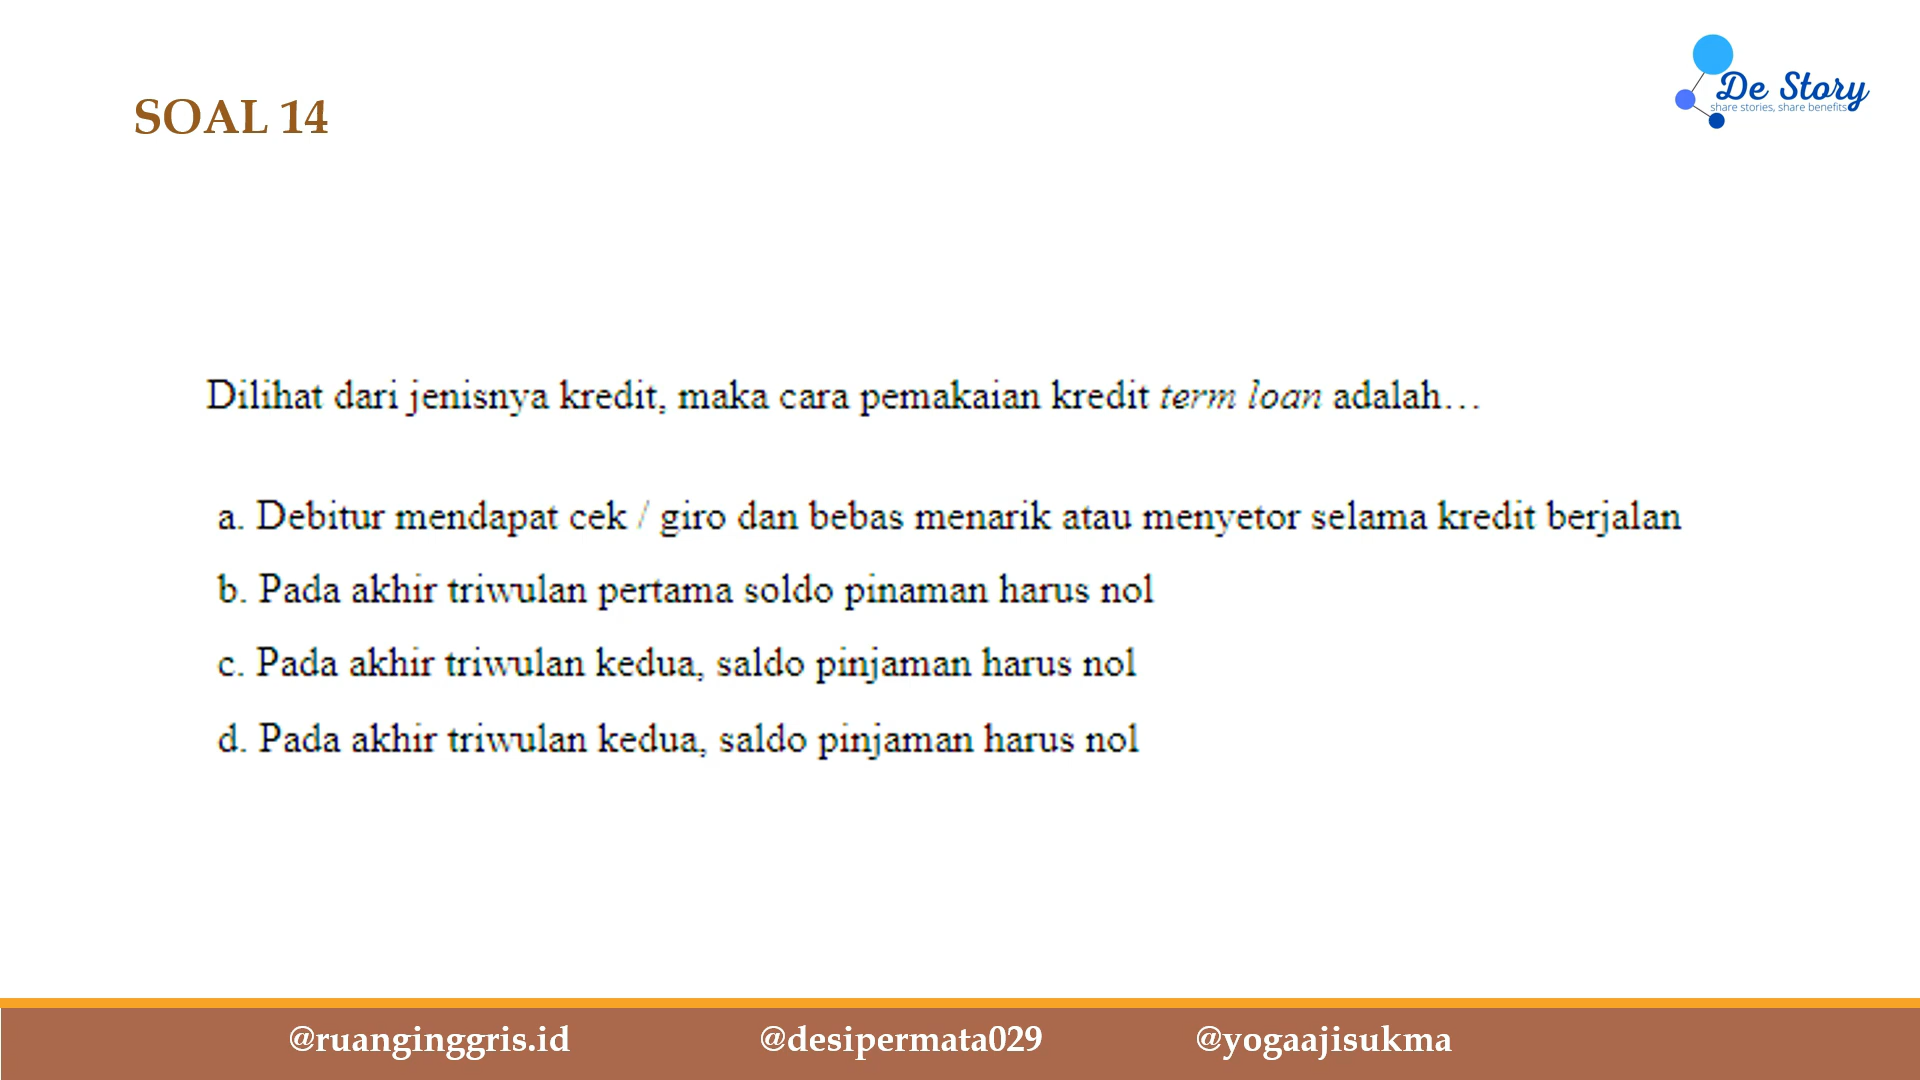 De Story
share stories, share benefits
SOAL 14
Dilihat dari jenisnya kredit, maka cara pemakaian kredit term loan adalah…
a. Debitur mendapat cek / giro dan bebas menarik atau menyetor selama kredit berjalan
b. Pada akhir triwulan pertama soldo pinaman harus nol
c. Pada akhir triwulan kedua, saldo pinjaman harus nol
d. Pada akhir triwulan kedua, saldo pinjaman harus nol
@ruanginggris.id @desipermata029 @yogaajisukma